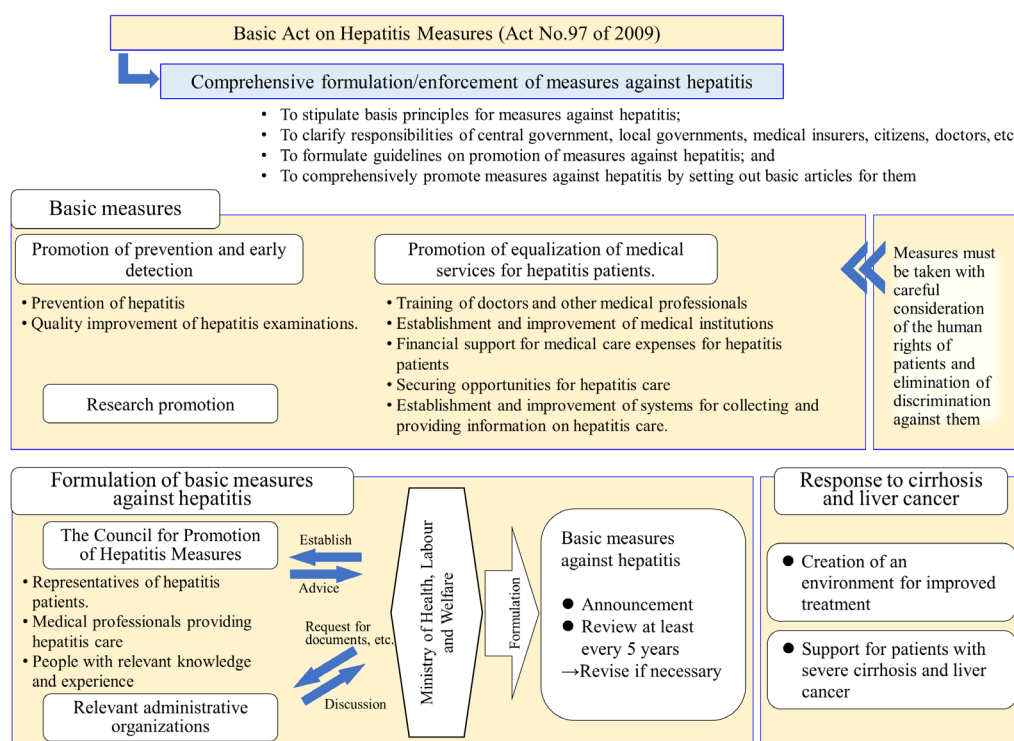 Basic Act on Hepatitis Measures (Act No.97 of 2009)
Comprehensive formulation/enforcement of measures against hepatitis
• To stipulate basis principles for measures against hepatitis;
• To clarify responsibilities of central government, local governments, medical insurers, citizens, doctors, etc
• To formulate guidelines on promotion of measures against hepatitis; and
• To comprehensively promote measures against hepatitis by setting out basic articles for them
Basic measures
Promotion of prevention and early
detection
• Prevention of hepatitis
• Quality improvement of hepatitis examinations.
Research promotion
Promotion of equalization of medical
services for hepatitis patients.
• Training of doctors and other medical professionals
• Establishment and improvement of medical institutions
• Financial support for medical care expenses for hepatitis
patients
• Securing opportunities for hepatitis care
• Establishment and improvement of systems for collecting and
providing information on hepatitis care.
Measures must
be taken with
careful
consideration
of the human
rights of
patients and
elimination of
discrimination
against them
Formulation of basic measures
against hepatitis
The Council for Promotion
of Hepatitis Measures
• Representatives of hepatitis
patients.
• Medical professionals providing
hepatitis care
• People with relevant knowledge
and experience
Relevant administrative
organizations
Establish
Advice
Request for
documents, etc.
Discussion
Ministry of Health, Labour
and Welfare
Formulation
Basic measures
against hepatitis
● Announcement
● Review at least
every 5 years
→Revise if necessary
Response to cirrhosis
and liver cancer
● Creation of an
environment for improved
treatment
● Support for patients with
severe cirrhosis and liver
cancer